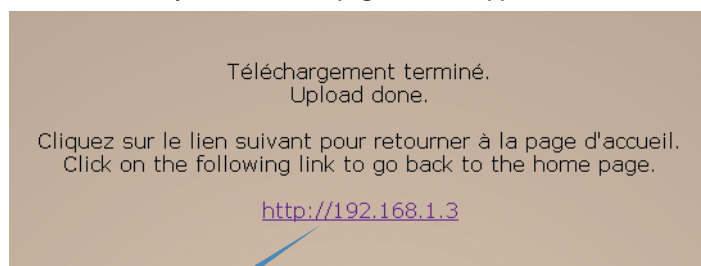 Téléchargement terminé.
Upload done.
Cliquez sur le lien suivant pour retourner à la page d'accueil.
Click on the following link to go back to the home page.
http://192.168.1.3